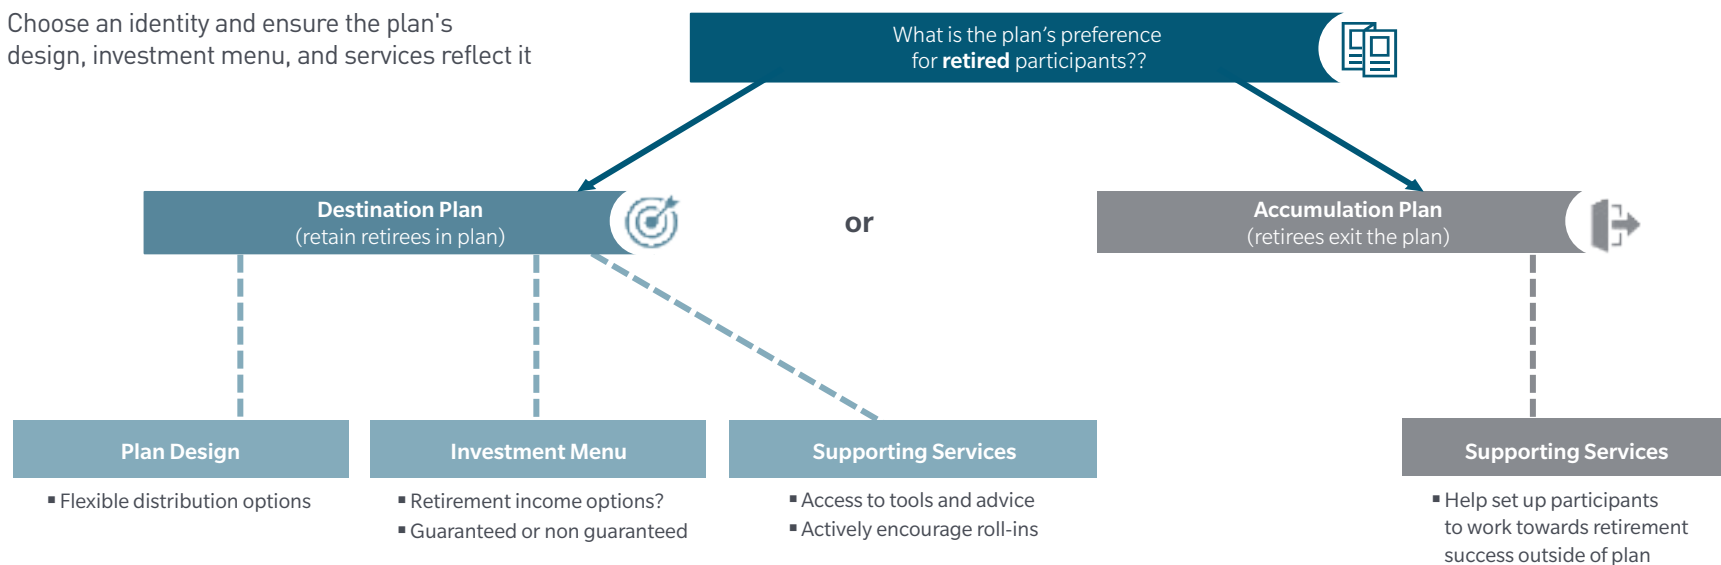 Choose an identity and ensure the plan's
design, investment menu, and services reflect it
What is the plan’s preference
for retired participants??
Destination Plan
(retain retirees in plan)
or
Accumulation Plan
(retirees exit the plan)
Plan Design
▪ Flexible distribution options
Investment Menu
▪ Retirement income options?
▪ Guaranteed or non guaranteed
Supporting Services
▪ Access to tools and advice
▪ Actively encourage roll-ins
Supporting Services
▪ Help set up participants
to work towards retirement
success outside of plan